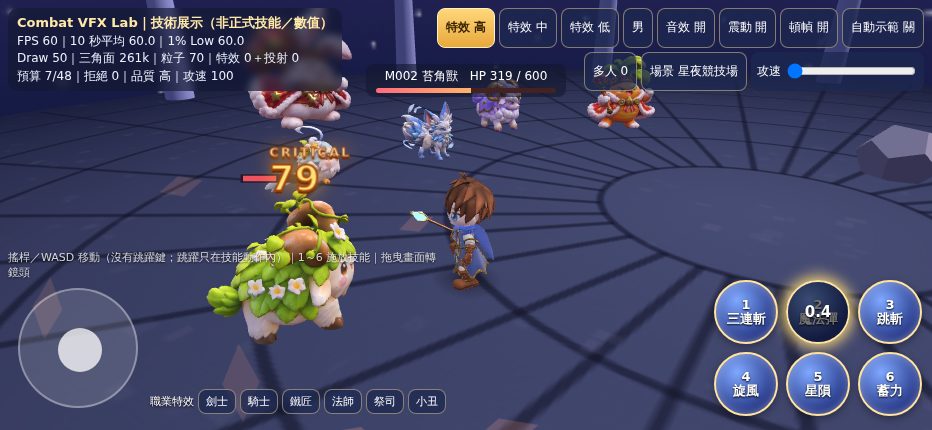 Combat VFX Lab｜技術展示（非正式技能／數值）
FPS 60｜10 秒平均 60.0｜1% Low 60.0
Draw 50｜三角面 261k｜粒子 70｜特效 0＋投射 0
預算 7/48｜拒絕 0｜品質 高｜攻速 100
特效 高
特效 中
特效 低
男
音效 開
震動 開
頓幀 開
自動示範 關
M002 苔角獸 HP 319 / 600
多人 0
場景 星夜競技場
攻速
CRITICAL
79
搖桿／WASD 移動（沒有跳躍鍵；跳躍只在技能動作內）｜1~6 施放技能｜拖曳畫面轉
鏡頭
1
三連斬
2
魔法彈
0.4
3
跳斬
4
旋風
5
星隕
6
蓄力
職業特效
劍士
騎士
鐵匠
法師
祭司
小丑